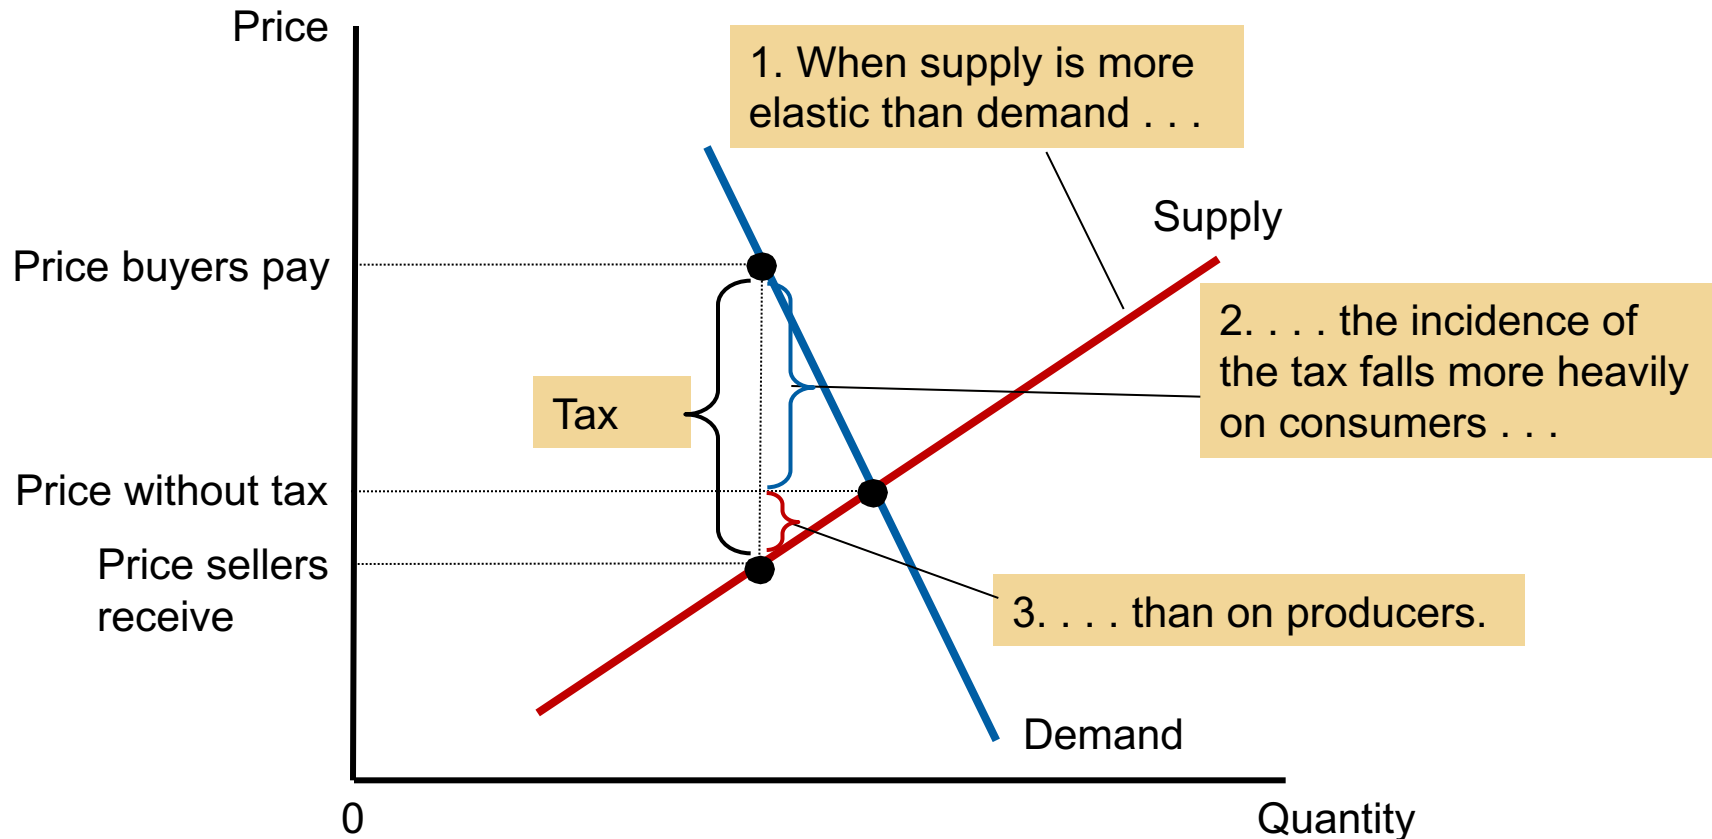 Price
1. When supply is more
elastic than demand . . .
Supply
Price buyers pay
2. . . . the incidence of
the tax falls more heavily
on consumers . . .
Tax
Price without tax
Price sellers
receive
3. . . . than on producers.
Demand
0
Quantity